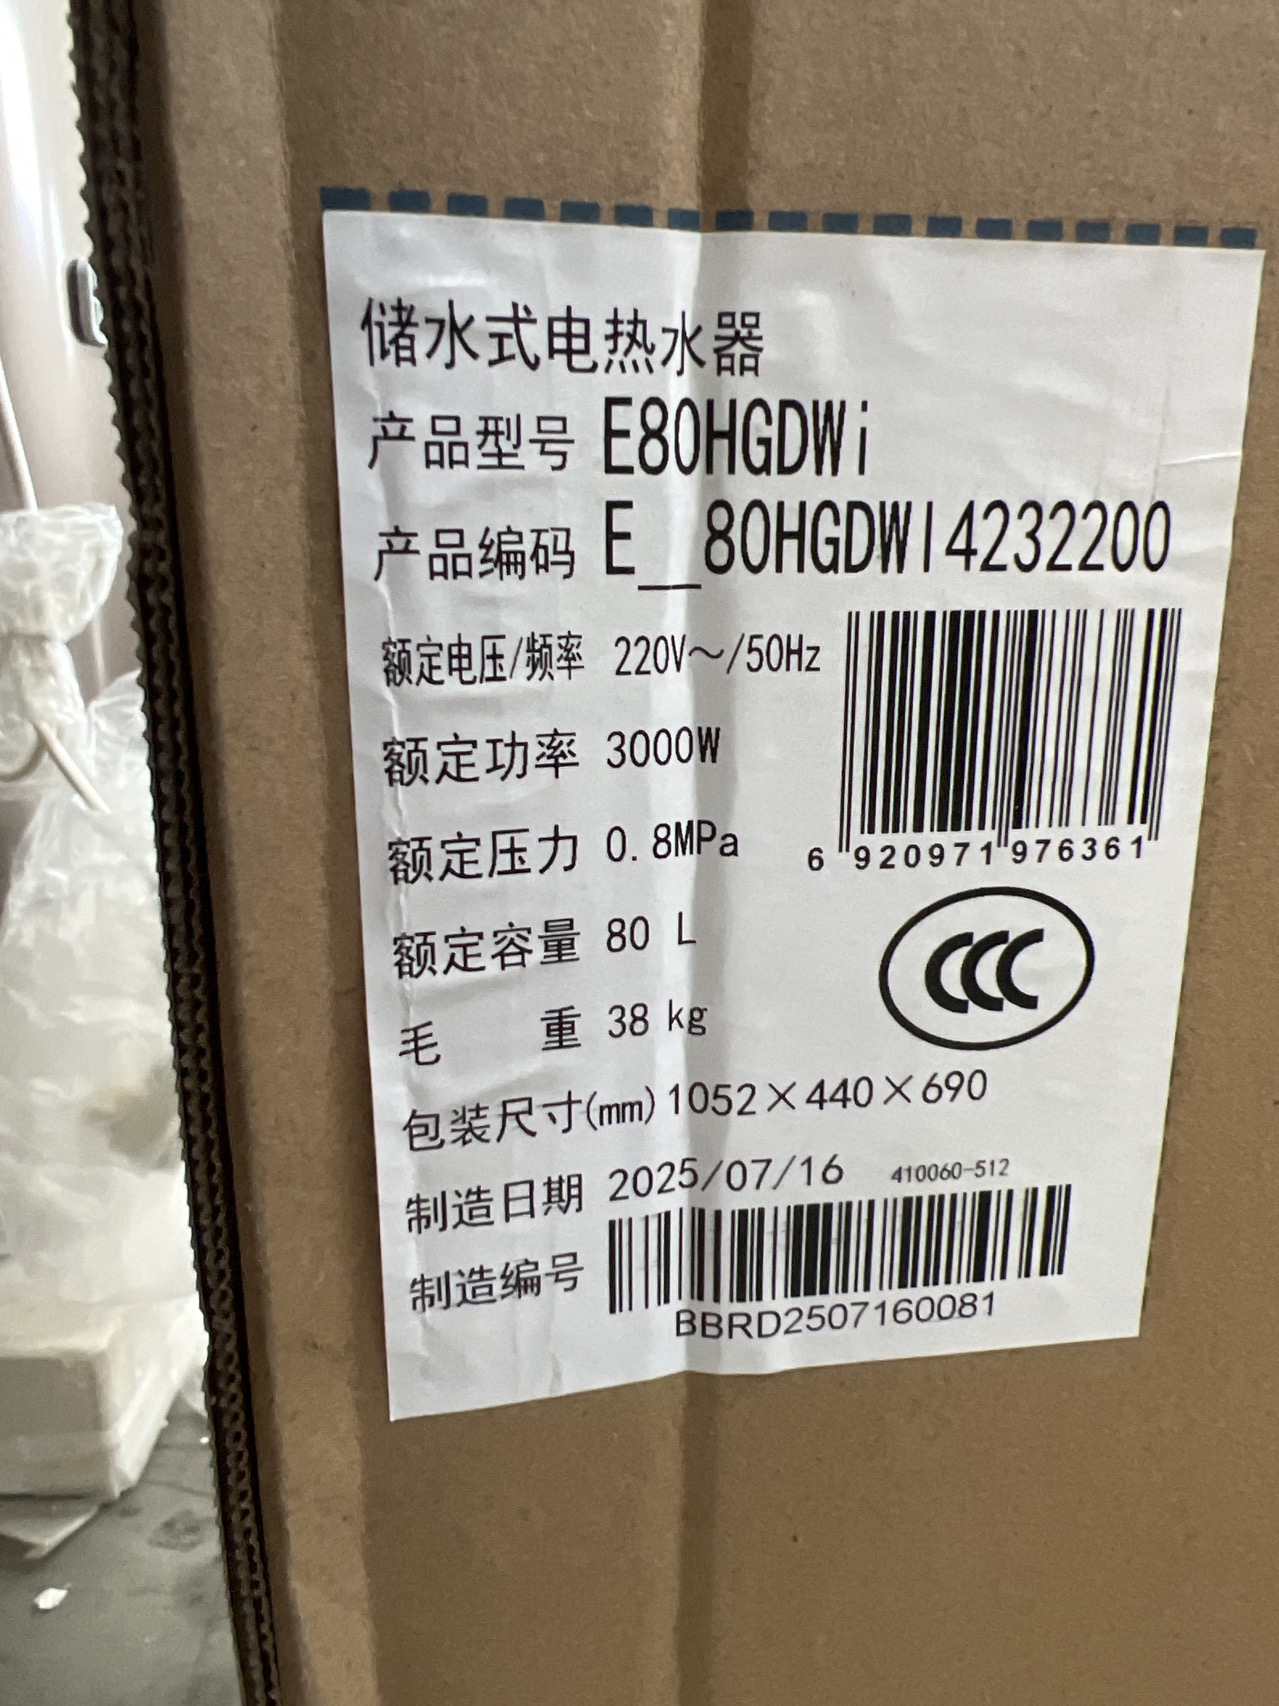 储水式电热水器
产品型号 E80HGDWi
产品编码 E__80HGDWI4232200
额定电压/频率 220V～/50Hz
额定功率 3000W
额定压力 0.8MPa
6 920971 976361
额定容量 80 L
CCC
毛 重 38 kg
包装尺寸(mm) 1052×440×690
制造日期 2025/07/16 410060-512
制造编号
BBRD2507160081